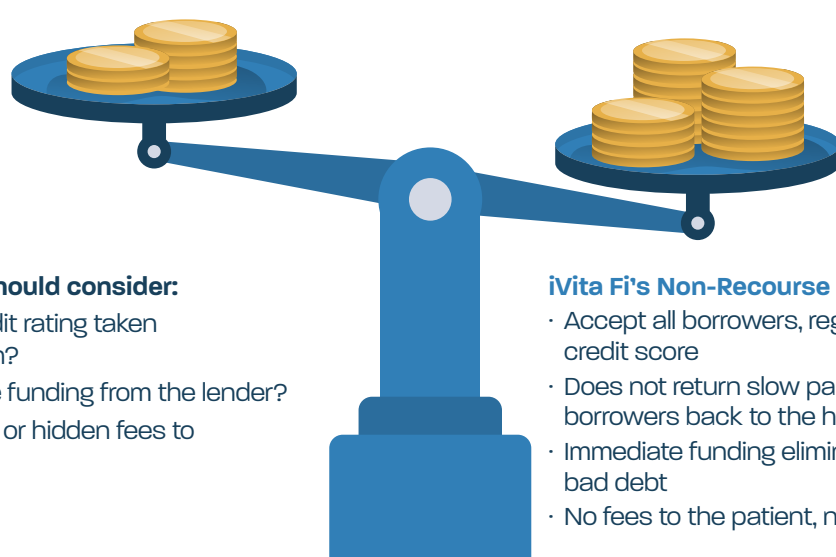 hould consider:
dit rating taken
n?
e funding from the lender?
or hidden fees to
iVita Fi's Non-Recourse
· Accept all borrowers, reg
credit score
· Does not return slow pa
borrowers back to the h
· Immediate funding elimin
bad debt
· No fees to the patient, n